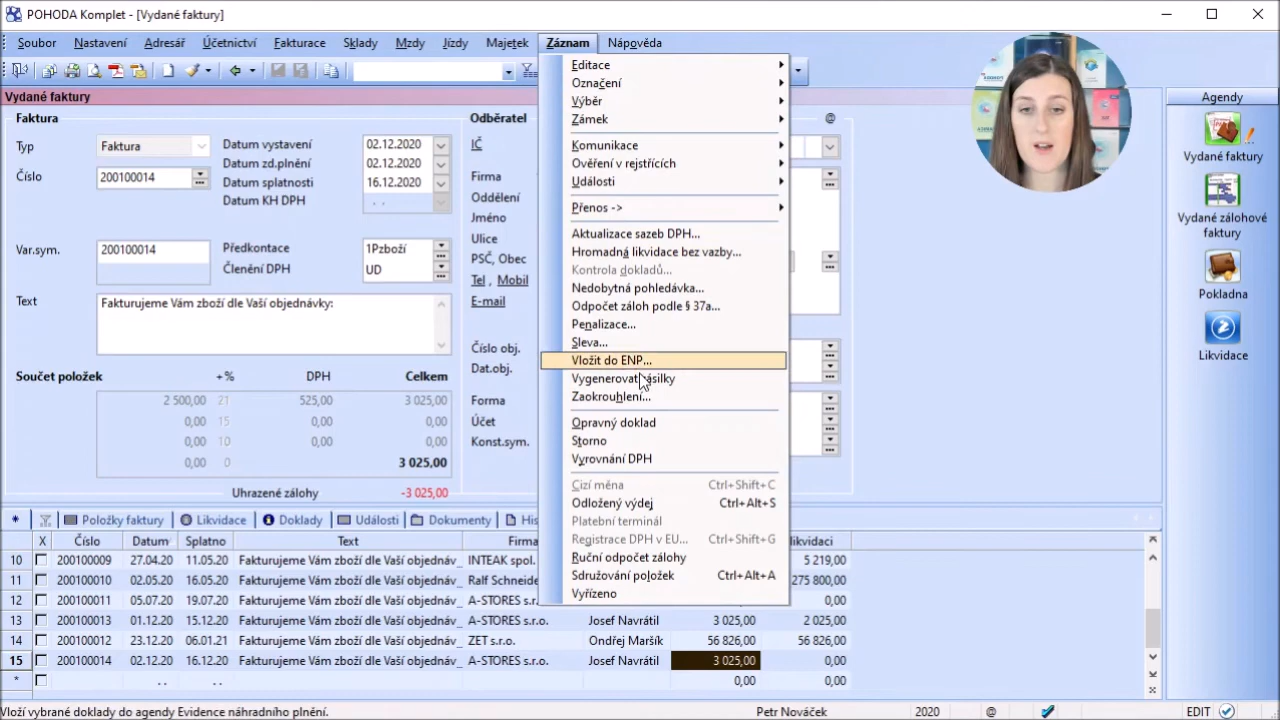 POHODA Komplet - [Vydané faktury]
Soubor Nastavení Adresář Účetnictví Fakturace Sklady Mzdy Jízdy Majetek Záznam Nápověda
Vydané faktury
Faktura
Typ Faktura
Číslo 200100014
Var.sym. 200100014
Text Fakturujeme Vám zboží dle Vaší objednávky:
Datum vystavení 02.12.2020
Datum zd.plnění 02.12.2020
Datum splatnosti 16.12.2020
Datum KH DPH . .
Předkontace 1Pzboží
Členění DPH UD
Součet položek +% DPH Celkem
2 500,00 21 525,00 3 025,00
0,00 15 0,00 0,00
0,00 10 0,00 0,00
0,00 0 3 025,00
Uhrazené zálohy -3 025,00
Odběratel
IČ
Firma
Oddělení
Jméno
Ulice
PSČ, Obec
Tel , Mobil
E-mail
Číslo obj.
Dat.obj.
Forma
Účet
Konst.sym.
@
Editace
Označení
Výběr
Zámek
Komunikace
Ověření v rejstřících
Události
Přenos ->
Aktualizace sazeb DPH...
Hromadná likvidace bez vazby...
Kontrola dokladů...
Nedobytná pohledávka...
Odpočet záloh podle § 37a...
Penalizace...
Sleva...
Vložit do ENP...
Vygenerovat silky
Zaokrouhlení...
Opravný doklad
Storno
Vyrovnání DPH
Cizí měna Ctrl+Shift+C
Odložený výdej Ctrl+Alt+S
Platební terminál
Registrace DPH v EU... Ctrl+Shift+G
Ruční odpočet zálohy
Sdružování položek Ctrl+Alt+A
Vyřízeno
Agendy
Vydané faktury
Vydané zálohové
faktury
Pokladna
Likvidace
* Položky faktury Likvidace Doklady Události Dokumenty His
X Číslo Datum Splatno Text Firma likvidaci
10 200100009 27.04.20 11.05.20 Fakturujeme Vám zboží dle Vaší objednáv_ INTEAK spol. 5 219,00
11 200100010 02.05.20 16.05.20 Fakturujeme Vám zboží dle Vaší objednáv_ Ralf Schneide 275 800,00
12 200100011 05.07.20 19.07.20 Fakturujeme Vám zboží dle Vaší objednáv_ A-STORES s.r. 0,00
13 200100013 01.12.20 15.12.20 Fakturujeme Vám zboží dle Vaší objednáv_ A-STORES s.r.o. Josef Navrátil 3 025,00 2 025,00
14 200100012 23.12.20 06.01.21 Fakturujeme Vám zboží dle Vaší objednáv_ ZET s.r.o. Ondřej Maršík 56 826,00 56 826,00
15 200100014 02.12.20 16.12.20 Fakturujeme Vám zboží dle Vaší objednáv_ A-STORES s.r.o. Josef Navrátil 3 025,00 0,00
* . . . . 0,00 0,00
Vloží vybrané doklady do agendy Evidence náhradního plnění. Petr Nováček 2020 @ EDIT